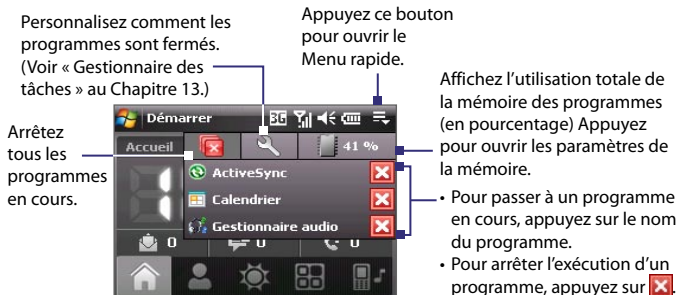 Personnalisez comment les
programmes sont fermés.
(Voir « Gestionnaire des
tâches » au Chapitre 13.)
Appuyez ce bouton
pour ouvrir le
Menu rapide.
Arrêtez
tous les
programmes
en cours.
Démarrer
Accueil
41 %
ActiveSync
Calendrier
Gestionnaire audio
0 0 0
Affichez l’utilisation totale de
la mémoire des programmes
(en pourcentage) Appuyez
pour ouvrir les paramètres de
la mémoire.
• Pour passer à un programme
en cours, appuyez sur le nom
du programme.
• Pour arrêter l’exécution d’un
programme, appuyez sur
.